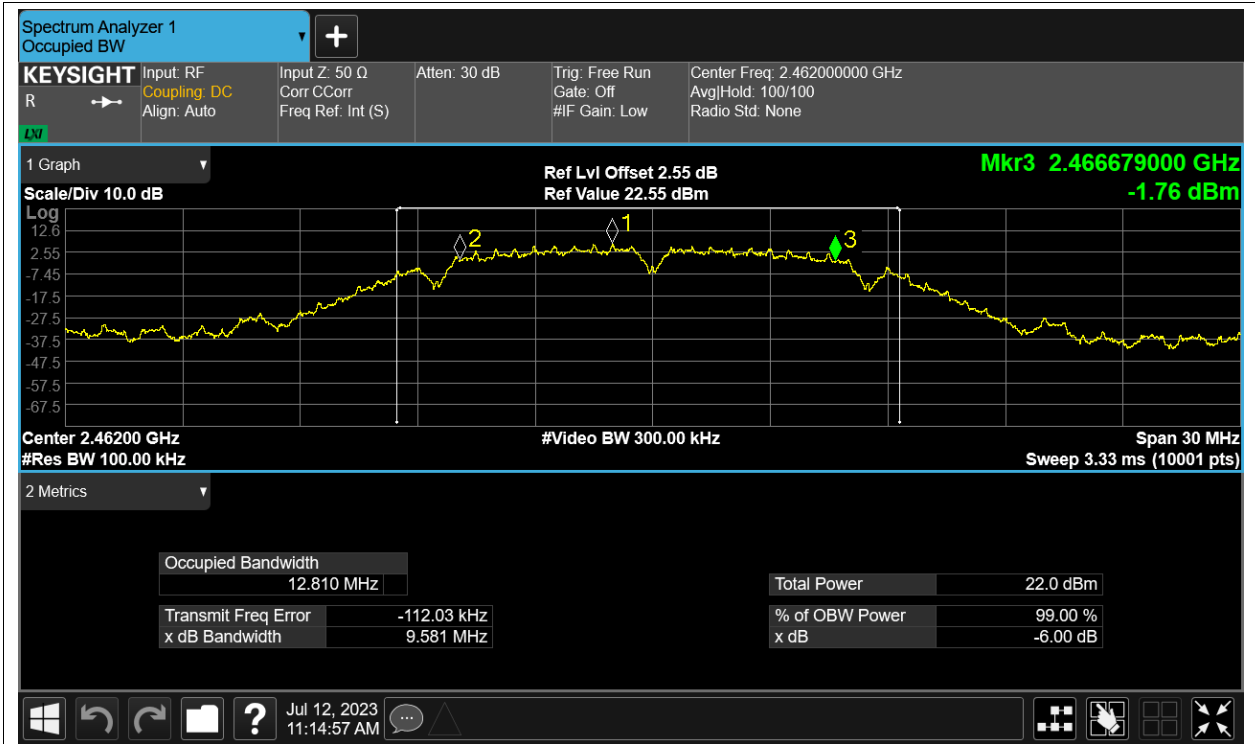 Spectrum Analyzer 1
Occupied BW
KEYSIGHT
R
LXI
Input: RF
Coupling: DC
Align: Auto
Input Z: 50 Ω
Corr CCorr
Freq Ref: Int (S)
Atten: 30 dB
Trig: Free Run
Gate: Off
#IF Gain: Low
Center Freq: 2.462000000 GHz
Avg|Hold: 100/100
Radio Std: None
1 Graph
Scale/Div 10.0 dB
Ref Lvl Offset 2.55 dB
Ref Value 22.55 dBm
Mkr3 2.466679000 GHz
-1.76 dBm
Log
12.6
2.55
-7.45
-17.5
-27.5
-37.5
-47.5
-57.5
-67.5
2
1
3
Center 2.46200 GHz
#Res BW 100.00 kHz
#Video BW 300.00 kHz
Span 30 MHz
Sweep 3.33 ms (10001 pts)
2 Metrics
Occupied Bandwidth
12.810 MHz
Transmit Freq Error -112.03 kHz
x dB Bandwidth 9.581 MHz
Total Power 22.0 dBm
% of OBW Power 99.00 %
x dB -6.00 dB
?
Jul 12, 2023
11:14:57 AM